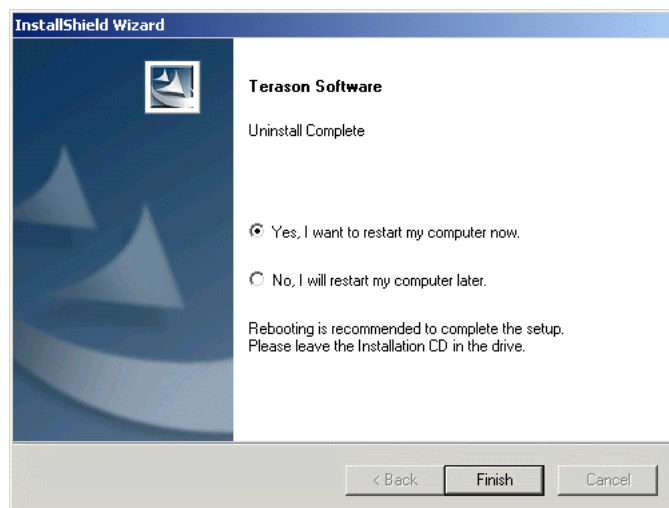 InstallShield Wizard
Terason Software
Uninstall Complete
Yes, I want to restart my computer now.
No, I will restart my computer later.
Rebooting is recommended to complete the setup.
Please leave the Installation CD in the drive.
< Back
Finish
Cancel